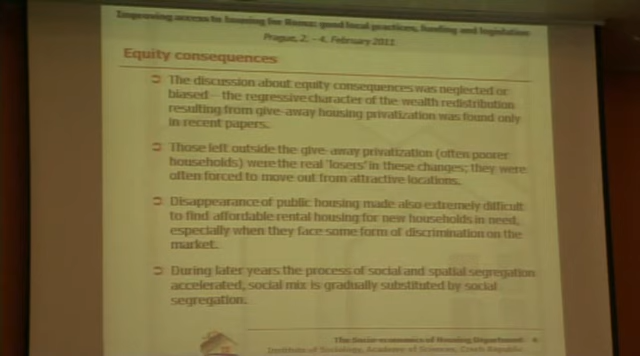 Improving access to housing for Roma: good local practices, funding and legislation
Prague, 2. - 4. February 2011
Equity consequences
The discussion about equity consequences was neglected or
biased – the regressive character of the wealth redistribution
resulting from give-away housing privatization was found only
in recent papers.
Those left outside the give-away privatization (often poorer
households) were the real 'losers' in these changes; they were
often forced to move out from attractive locations.
Disappearance of public housing made also extremely difficult
to find affordable rental housing for new households in need,
especially when they face some form of discrimination on the
market.
During later years the process of social and spatial segregation
accelerated, social mix is gradually substituted by social
segregation.
The Socio-economics of Housing Department
Institute of Sociology, Academy of Sciences, Czech Republic